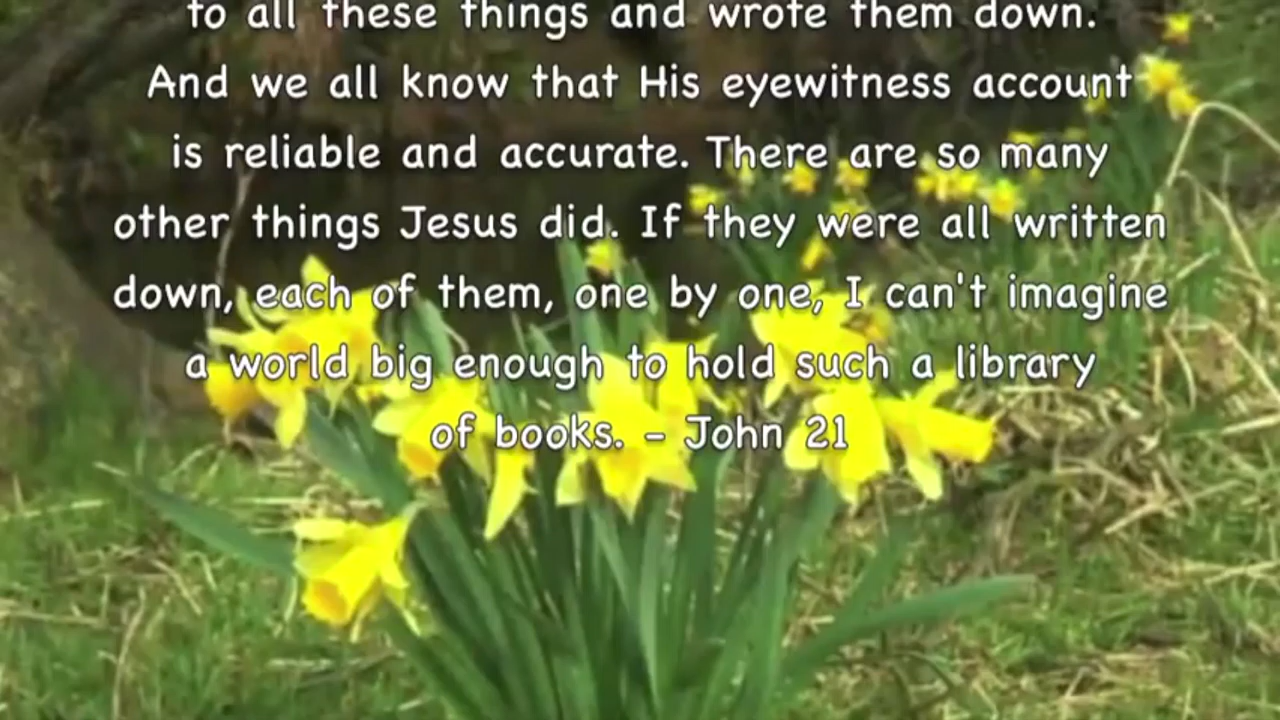 to all these things and wrote them down.
And we all know that His eyewitness account
is reliable and accurate. There are so many
other things Jesus did. If they were all written
down, each of them, one by one, I can't imagine
a world big enough to hold such a library
of books. – John 21